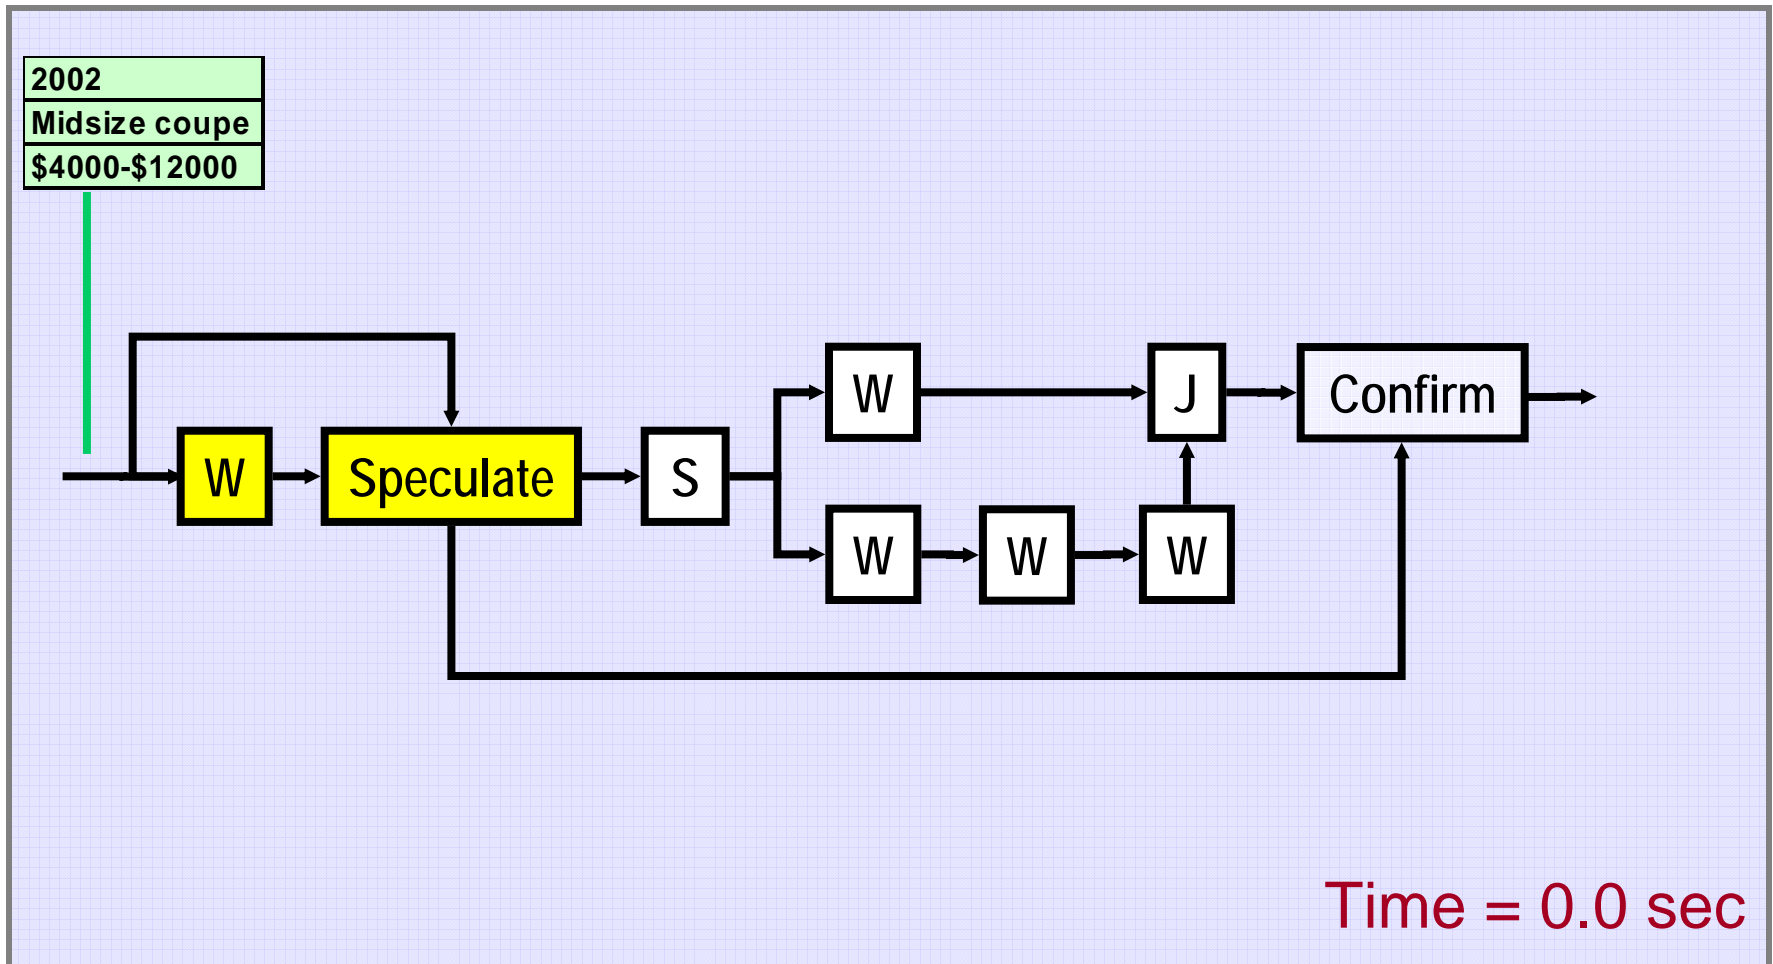 2002
Midsize coupe
$4000-$12000
W
J
Confirm
W
Speculate
S
W
W
W
Time = 0.0 sec